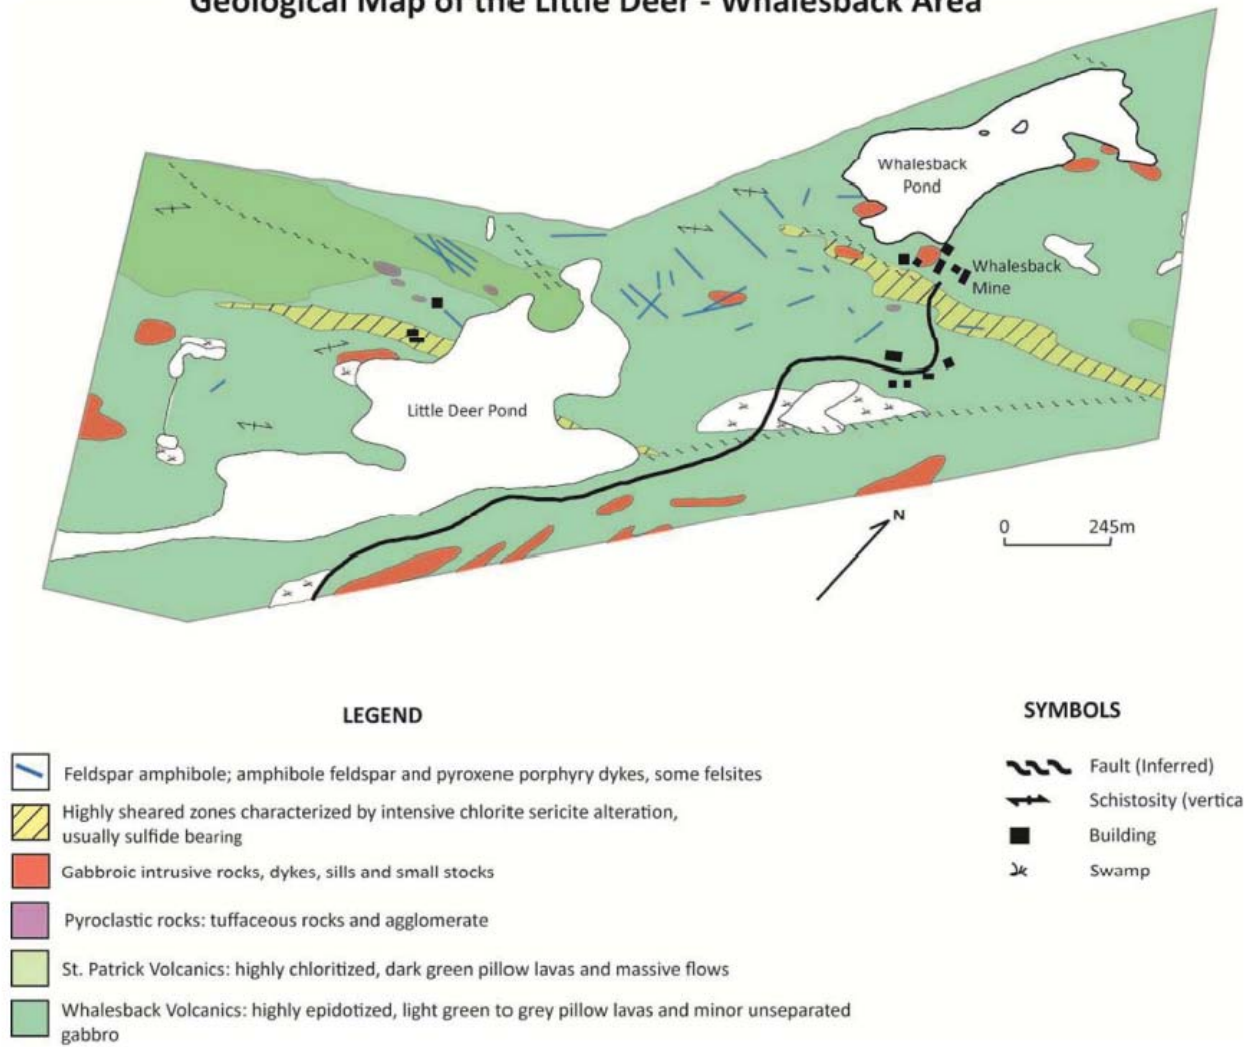 Geological Map of the Little Deer - Whalesback Area
Whalesback
Pond
Whalesback
Mine
Little Deer Pond
N
0 245m
LEGEND
Feldspar amphibole; amphibole feldspar and pyroxene porphyry dykes, some felsites
Highly sheared zones characterized by intensive chlorite sericite alteration,
usually sulfide bearing
Gabbroic intrusive rocks, dykes, sills and small stocks
Pyroclastic rocks: tuffaceous rocks and agglomerate
St. Patrick Volcanics: highly chloritized, dark green pillow lavas and massive flows
Whalesback Volcanics: highly epidotized, light green to grey pillow lavas and minor unseparated
gabbro
SYMBOLS
Fault (Inferred)
Schistosity (vertica
Building
Swamp